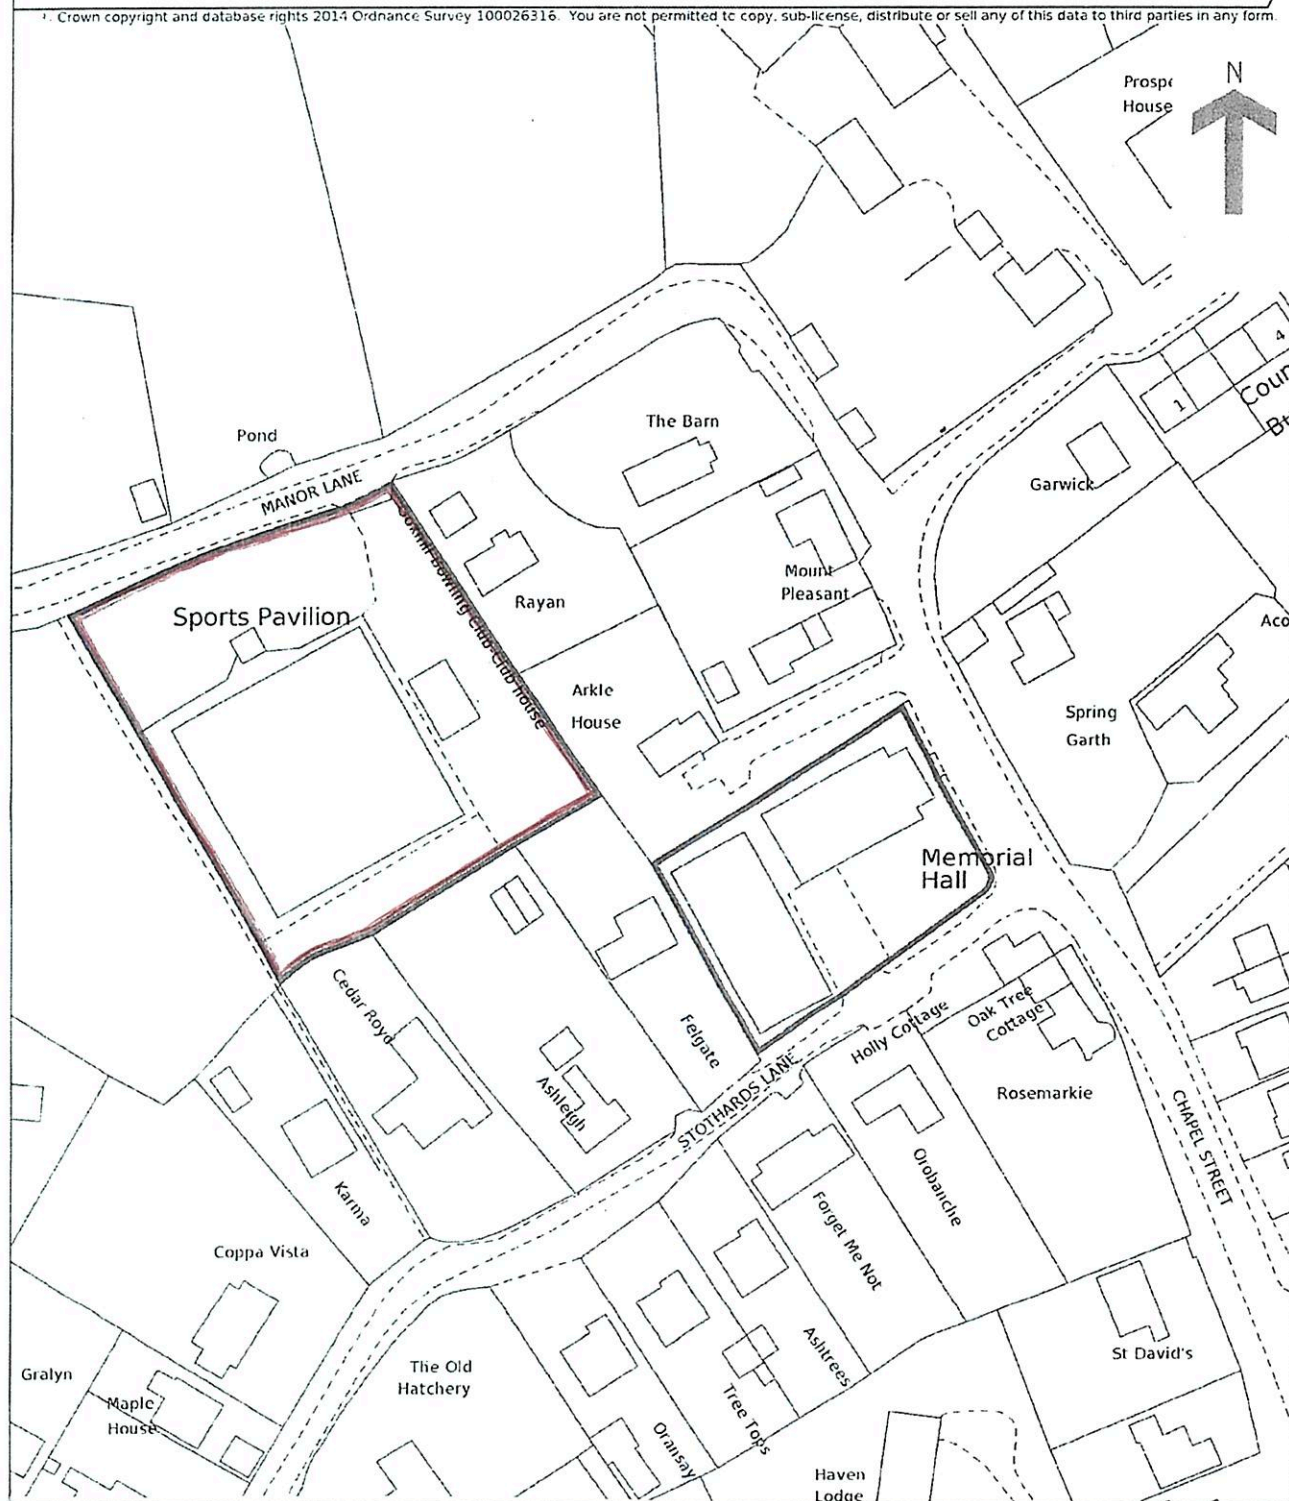 Crown copyright and database rights 2014 Ordnance Survey 100026316. You are not permitted to copy, sub-license, distribute or sell any of this data to third parties in any form.
N
House
4
1
The Barn
Pond
MANOR LANE
Garwick
Mount
Pleasant
Rayan
Sports Pavilion
Bowling Club Club house
Arkle
House
Spring
Garth
Memorial
Hall
Cedar Royd
Felgate
Ashleigh
Holly Cottage
Oak Tree
Cottage
STOTHARDS LANE
Rosemarkie
CHAPEL STREET
Karma
Orobanche
Forget Me Not
Coppa Vista
Ashtrees
St David's
Gralyn
The Old
Hatchery
Maple
House
Tree Tops
Oransay
Haven
Lodge